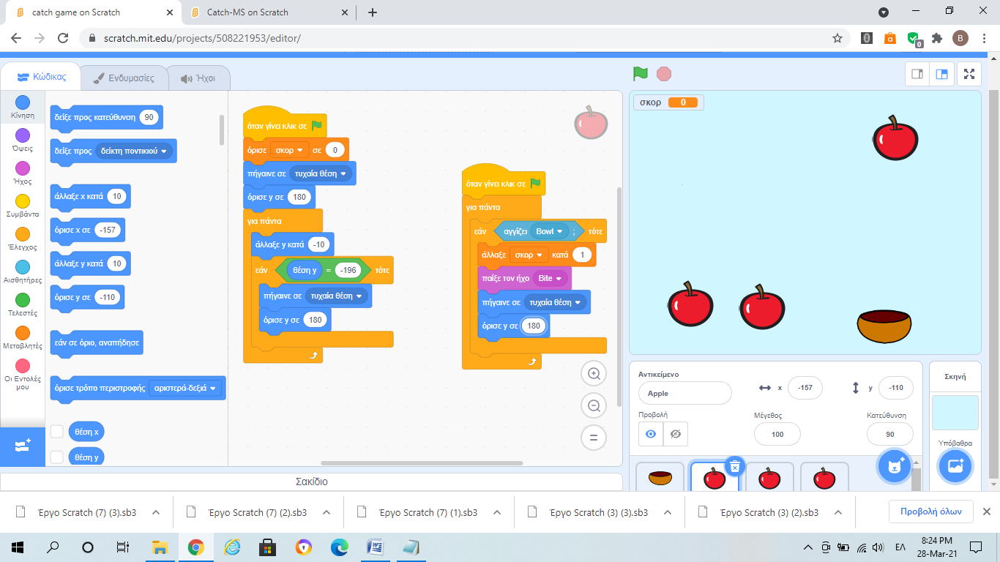 catch game on Scratch
Catch-MS on Scratch
scratch.mit.edu/projects/508221953/editor/
0
B
Κώδικας
Ενδυμασίες
Ήχοι
Κίνηση
Όψεις
Ήχος
Συμβάντα
Έλεγχος
Αισθητήρες
Τελεστές
Μεταβλητές
Οι Εντολές μου
δείξε προς κατεύθυνση 90
δείξε προς δείκτη ποντικιού
άλλαξε x κατά 10
όρισε x σε -157
άλλαξε y κατά 10
όρισε y σε -110
εάν σε όριο, αναπήδησε
όρισε τρόπο περιστροφής αριστερά-δεξιά
θέση x
θέση y
όταν γίνει κλικ σε
όρισε σκορ σε 0
πήγαινε σε τυχαία θέση
όρισε y σε 180
για πάντα
άλλαξε y κατά -10
εάν θέση y = -196 τότε
πήγαινε σε τυχαία θέση
όρισε y σε 180
όταν γίνει κλικ σε
για πάντα
εάν αγγίζει Bowl ; τότε
άλλαξε σκορ κατά 1
παίξε τον ήχο Bite
πήγαινε σε τυχαία θέση
όρισε y σε 180
σκορ 0
Αντικείμενο
Apple
x -157
y -110
Προβολή
Μέγεθος
100
Κατεύθυνση
90
Σκηνή
Υπόβαθρα
Σακίδιο
Έργο Scratch (7) (3).sb3
Έργο Scratch (7) (2).sb3
Έργο Scratch (7) (1).sb3
Έργο Scratch (3) (3).sb3
Έργο Scratch (3) (2).sb3
Προβολή όλων
ΕΛ
8:24 PM
28-Mar-21